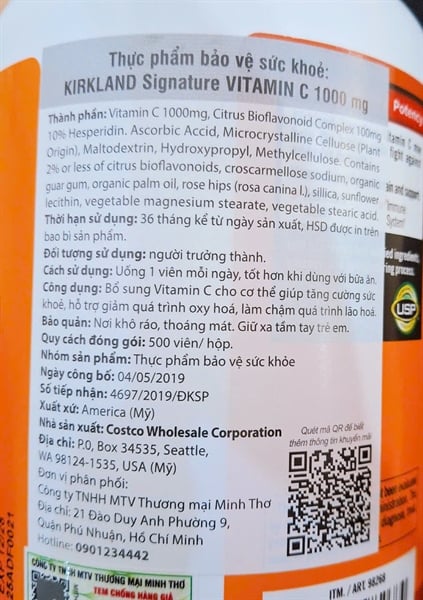 Thực phẩm bảo vệ sức khoẻ:
KIRKLAND Signature VITAMIN C 1000 mg
Thành phần: Vitamin C 1000mg, Citrus Bioflavonoid Complex 100mg
10% Hesperidin. Ascorbic Accid, Microcrystalline Celluose (Plant
Origin), Maltodextrin, Hydroxypropyl, Methylcellulose. Contains
2% or less of citrus bioflavonoids, croscarmellose sodium, organic
guar gum, organic palm oil, rose hips (rosa canina l.), sillica, sunflower
lecithin, vegetable magnesium stearate, vegetable stearic acid.
Thời hạn sử dụng: 36 tháng kể từ ngày sản xuất, HSD được in trên
bao bì sản phẩm.
Đối tượng sử dụng: người trưởng thành.
Cách sử dụng: Uống 1 viên mỗi ngày, tốt hơn khi dùng với bữa ăn.
Công dụng: Bổ sung Vitamin C cho cơ thể giúp tăng cường sức
khoẻ, hỗ trợ giảm quá trình oxy hoá, làm chậm quá trình lão hoá.
Bảo quản: Nơi khô ráo, thoáng mát. Giữ xa tầm tay trẻ em.
Quy cách đóng gói: 500 viên/ hộp.
Nhóm sản phẩm: Thực phẩm bảo vệ sức khỏe
Ngày công bố: 04/05/2019
Số tiếp nhận: 4697/2019/ĐKSP
Xuất xứ: America (Mỹ)
Nhà sản xuất: Costco Wholesale Corporation
Địa chỉ: P.O, Box 34535, Seattle,
WA 98124-1535, USA (Mỹ)
Đơn vị phân phối:
Công ty TNHH MTV Thương mại Minh Thơ
Địa chỉ: 21 Đào Duy Anh Phường 9,
Quận Phú Nhuận, Hồ Chí Minh
Hotline: 0901234442
Quét mã QR để biết
thêm thông tin khuyến mãi
Potency
USP
CÔNG TY TNHH MTV THƯƠNG MẠI MINH THƠ
TEM CHỐNG HÀNG GIẢ
ITM. / ART. 98268